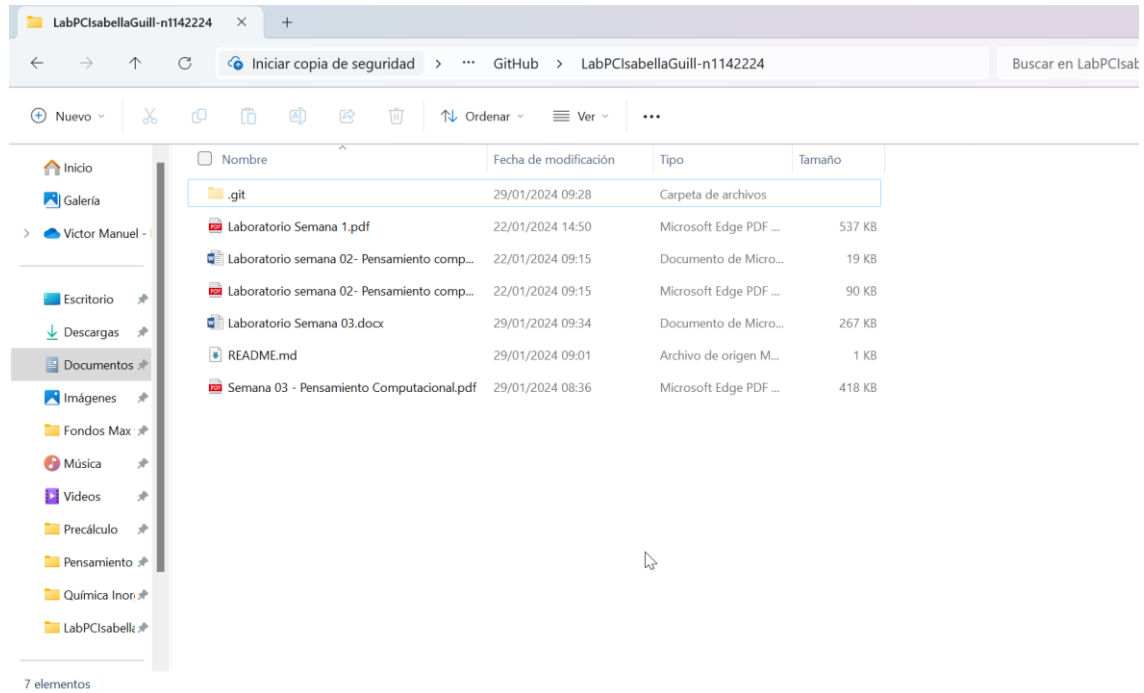 LabPCIsabellaGuill-n1142224
Iniciar copia de seguridad > ··· GitHub > LabPCIsabellaGuill-n1142224 Buscar en LabPCIsab
Nuevo Ordenar Ver ···
Nombre Fecha de modificación Tipo Tamaño
Inicio
Galería
Victor Manuel -
Escritorio
Descargas
Documentos
Imágenes
Fondos Max
Música
Videos
Precálculo
Pensamiento
Química Inor
LabPCIsabella
.git 29/01/2024 09:28 Carpeta de archivos
Laboratorio Semana 1.pdf 22/01/2024 14:50 Microsoft Edge PDF ... 537 KB
Laboratorio semana 02- Pensamiento comp... 22/01/2024 09:15 Documento de Micro... 19 KB
Laboratorio semana 02- Pensamiento comp... 22/01/2024 09:15 Microsoft Edge PDF ... 90 KB
Laboratorio Semana 03.docx 29/01/2024 09:34 Documento de Micro... 267 KB
README.md 29/01/2024 09:01 Archivo de origen M... 1 KB
Semana 03 - Pensamiento Computacional.pdf 29/01/2024 08:36 Microsoft Edge PDF ... 418 KB
7 elementos